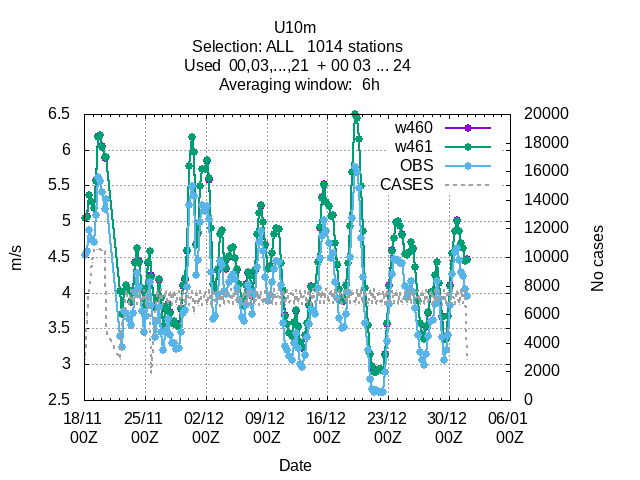 U10m
Selection: ALL   1014 stations
Used  00,03,...,21  + 00 03 ... 24
Averaging window:  6h
w460
w461
OBS
CASES
6.5
6
5.5
5
4.5
4
3.5
3
2.5
m/s
20000
18000
16000
14000
12000
10000
8000
6000
4000
2000
0
No cases
18/11 25/11 02/12 09/12 16/12 23/12 30/12 06/01
00Z 00Z 00Z 00Z 00Z 00Z 00Z 00Z
Date